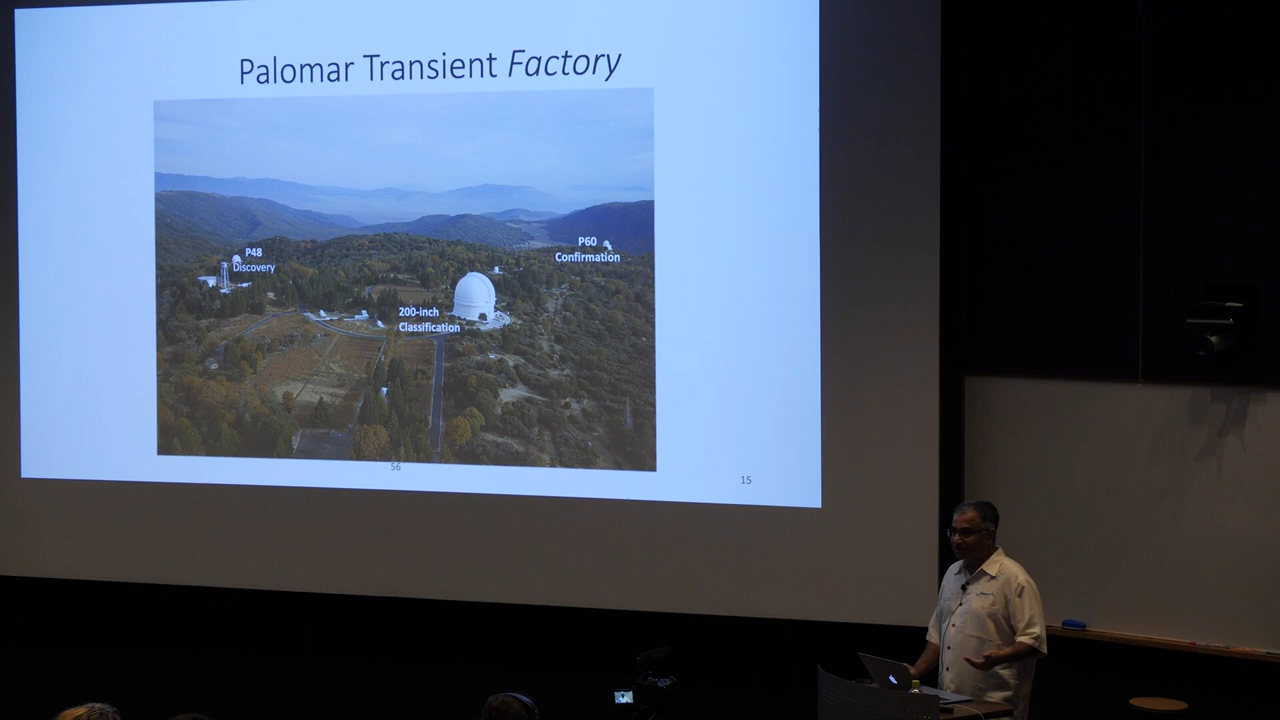 Palomar Transient Factory
P48
Discovery
P60
Confirmation
200-inch
Classification
56
15